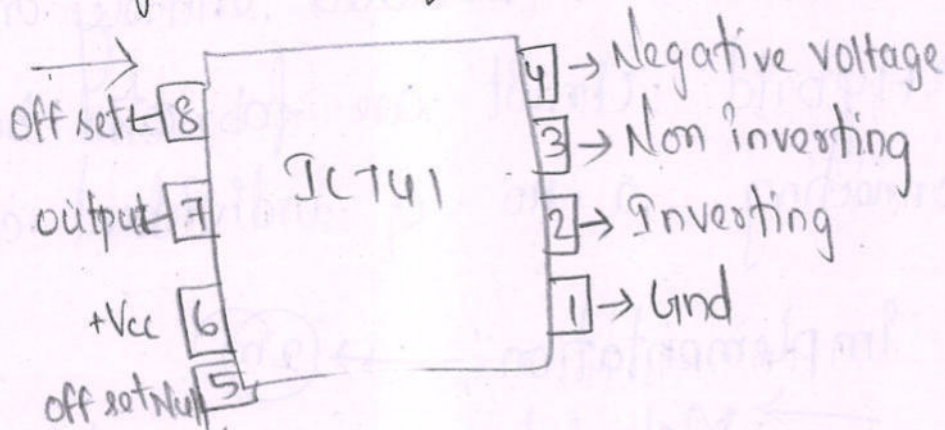 4 → Negative voltage
off set 8
3 → Non inverting
IC741
output 7
2 → Inverting
+Vcc 6
1 → Gnd
5
off set Null